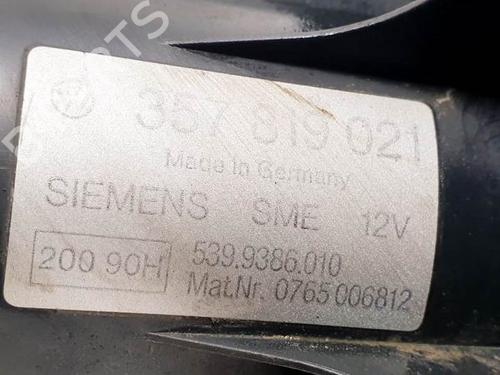 357 819 021
Made in Germany
SIEMENS SME 12V
200 90H 539.9386.010
Mat.Nr. 0765 006812